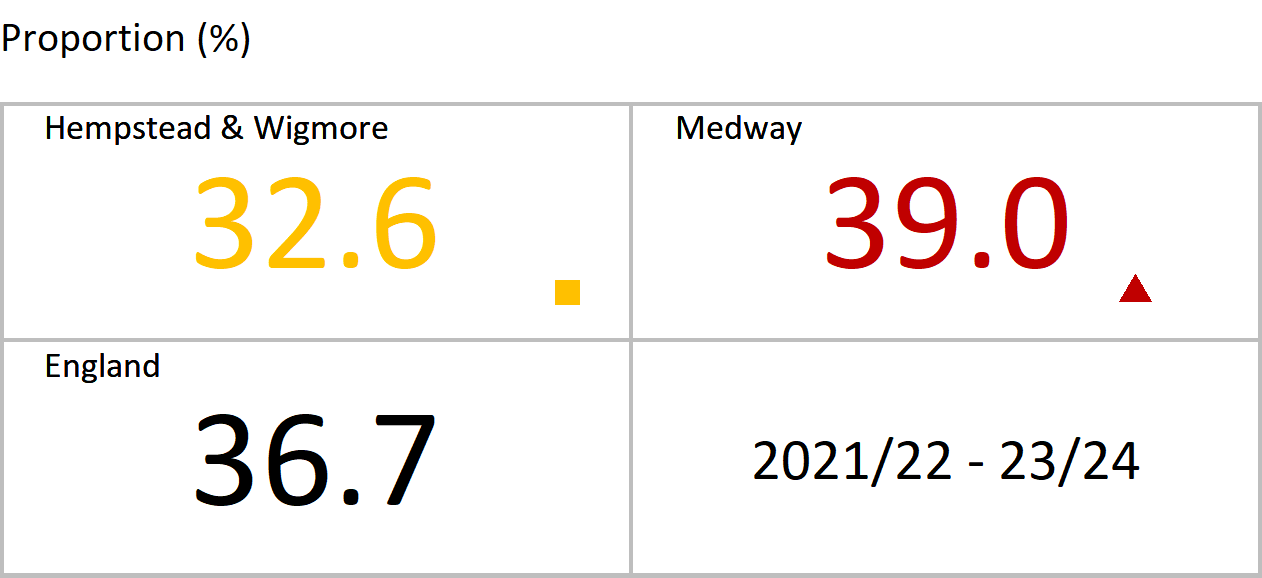 Proportion (%)
Hempstead & Wigmore
32.6
Medway
39.0
England
36.7
2021/22 - 23/24